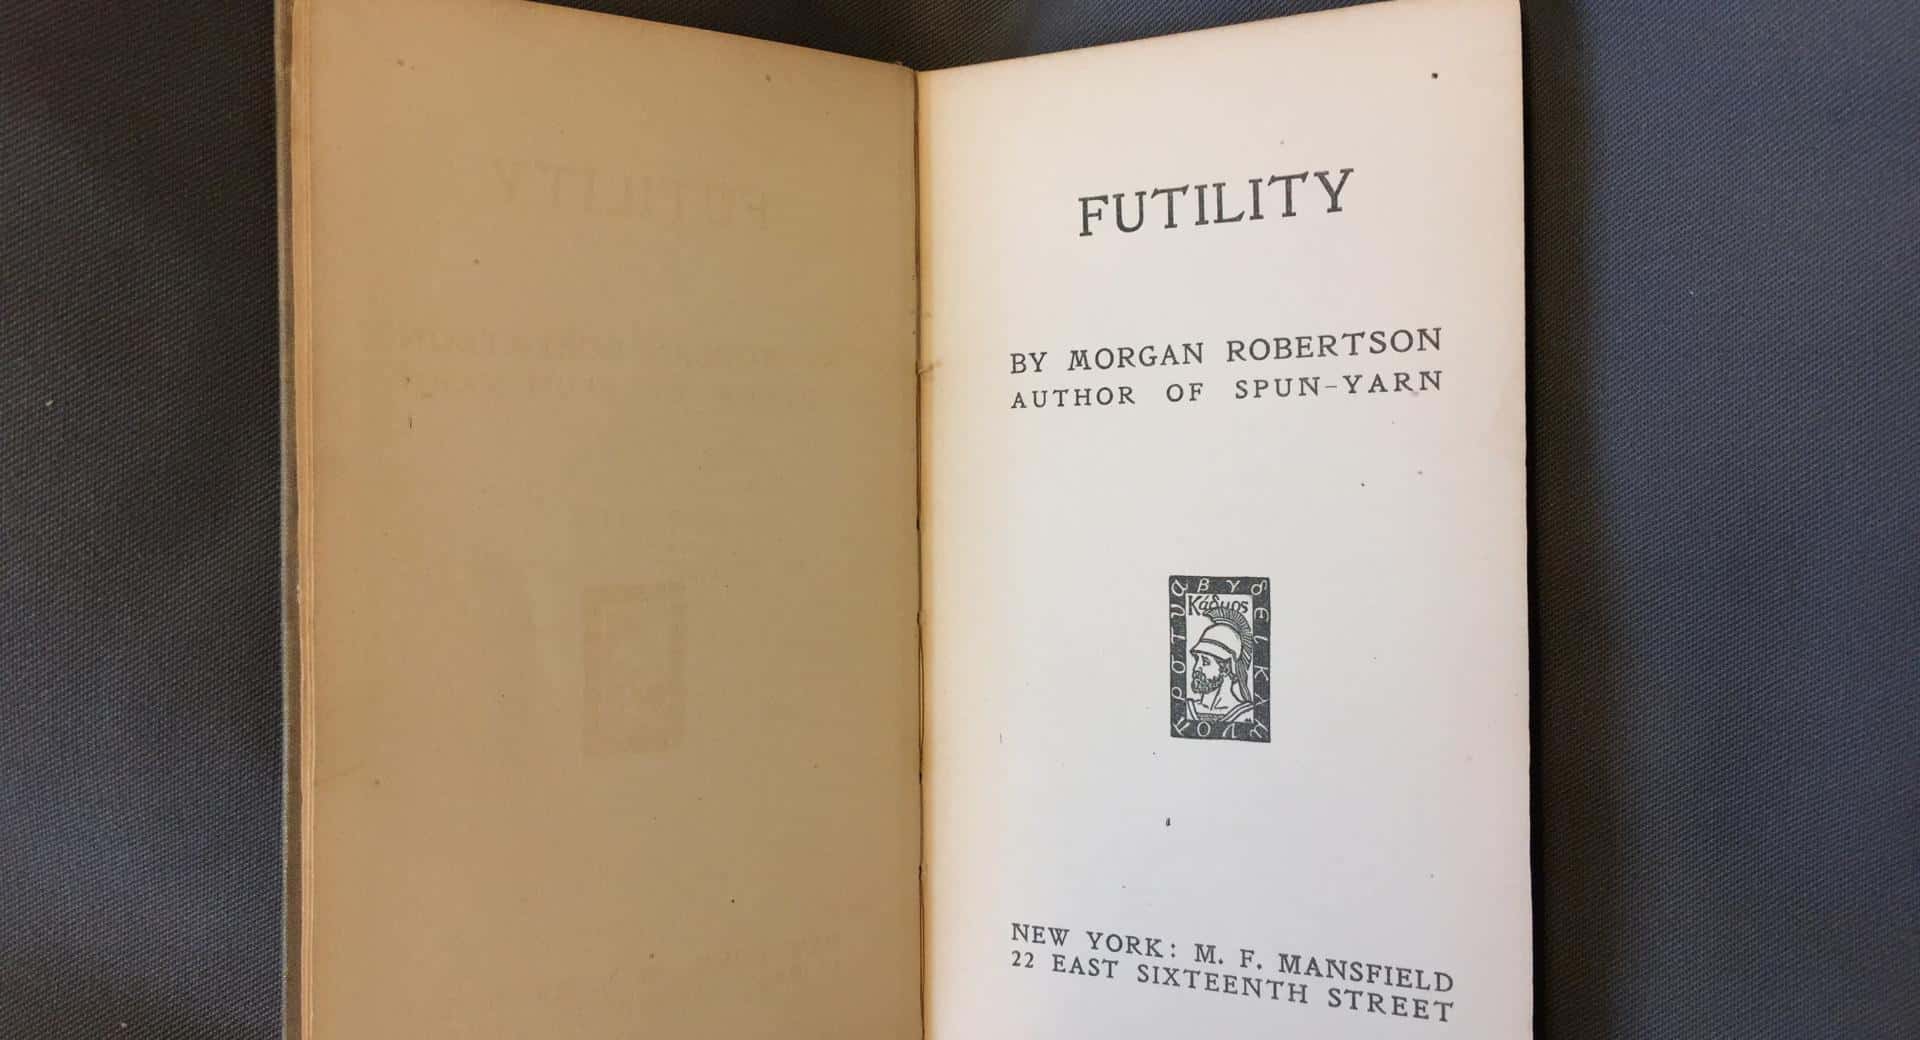 FUTILITY
BY MORGAN ROBERTSON
AUTHOR OF SPUN-YARN
Κάδμος
NEW YORK: M. F. MANSFIELD
22 EAST SIXTEENTH STREET